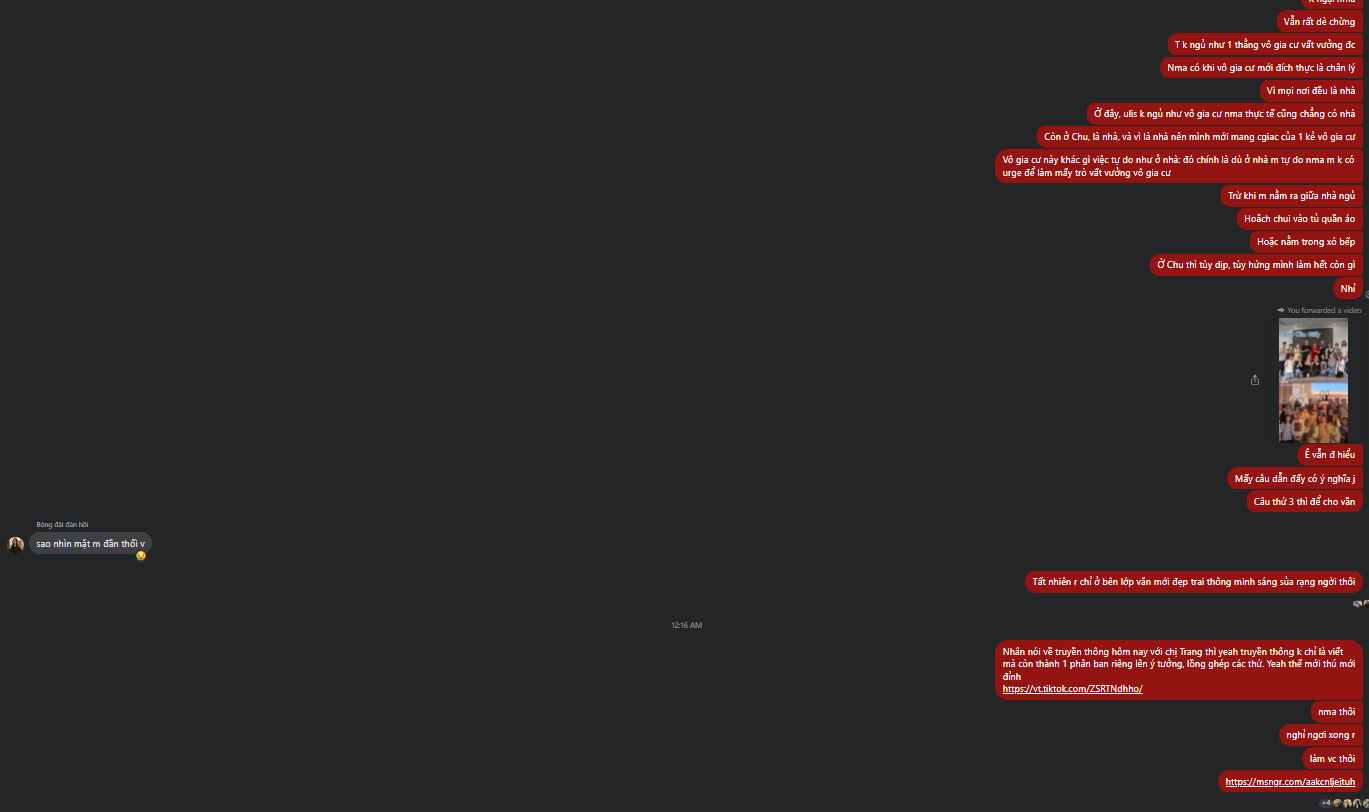 Vẫn rất dè chừng
T k ngủ như 1 thằng vô gia cư vất vưởng đc
Nma có khi vô gia cư mới đích thực là chân lý
Vì mọi nơi đều là nhà
Ở đây, ulis k ngủ như vô gia cư nma thực tế cũng chẳng có nhà
Còn ở Chu, là nhà, và vì là nhà nên mình mới mang cgiac của 1 kẻ vô gia cư
Vô gia cư này khác gì việc tự do như ở nhà: đó chính là dù ở nhà m tự do nma m k có
urge để làm mấy trò vất vưởng vô gia cư
Trừ khi m nằm ra giữa nhà ngủ
Hoặch chui vào tủ quần áo
Hoặc nằm trong xó bếp
Ở Chu thì tùy dịp, tùy hứng mình làm hết còn gì
Nhỉ
You forwarded a video
Ê vẫn đ hiểu
Mấy câu dẫn đấy có ý nghĩa j
Câu thứ 3 thì để cho vần
Bóng đái đàn hồi
sao nhìn mặt m đần thối v
Tất nhiên r chỉ ở bên lớp văn mới đẹp trai thông minh sáng sủa rạng ngời thôi
12:16 AM
Nhân nói về truyền thông hôm nay với chị Trang thì yeah truyền thông k chỉ là viết
mà còn thành 1 phân ban riêng lên ý tưởng, lồng ghép các thứ. Yeah thế mới thú mới
đỉnh
https://vt.tiktok.com/ZSRTNdhho/
nma thôi
nghỉ ngơi xong r
làm vc thôi
https://msngr.com/aakcnljejtuh
+4